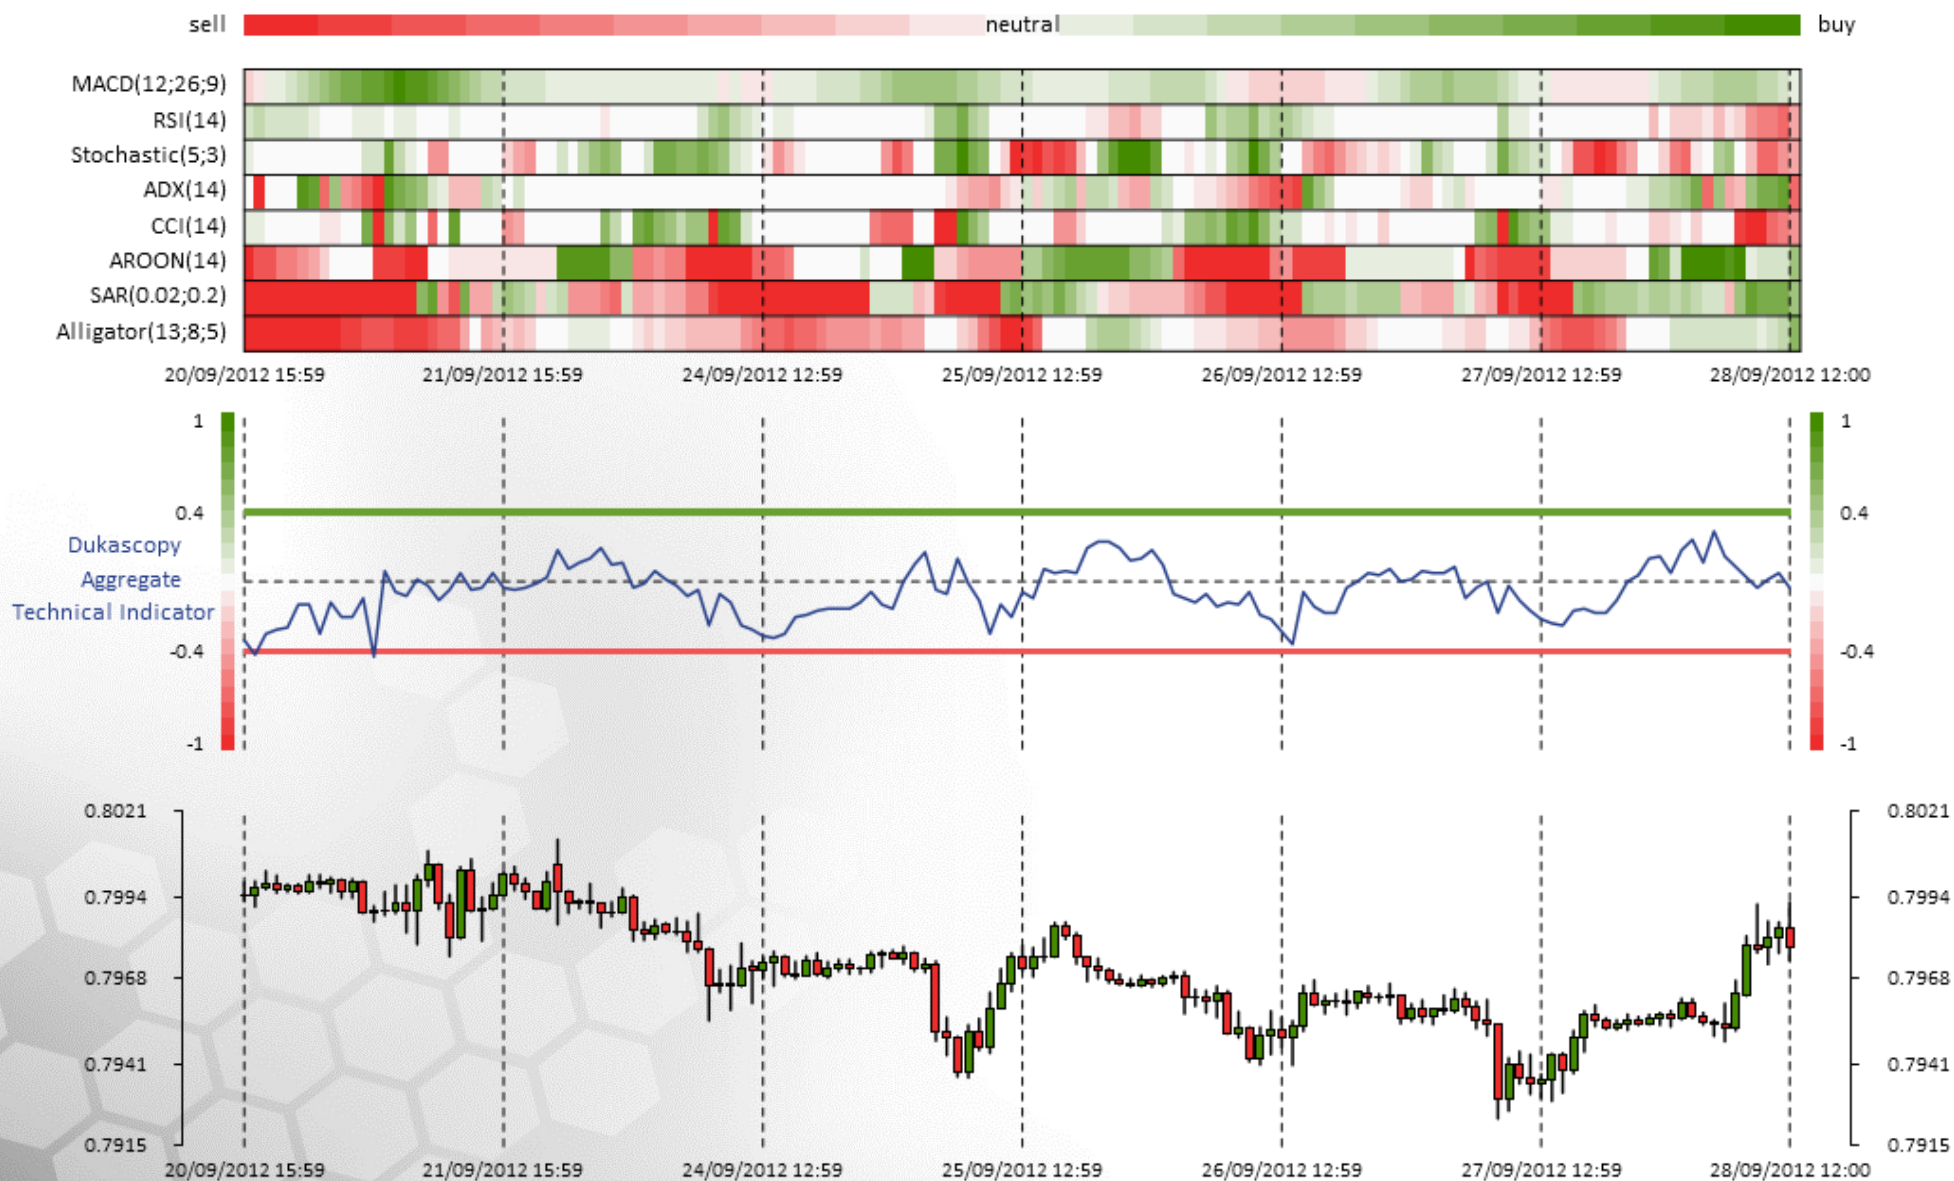 sell neutral buy
MACD(12;26;9)
RSI(14)
Stochastic(5;3)
ADX(14)
CCI(14)
AROON(14)
SAR(0.02;0.2)
Alligator(13;8;5)
20/09/2012 15:59 21/09/2012 15:59 24/09/2012 12:59 25/09/2012 12:59 26/09/2012 12:59 27/09/2012 12:59 28/09/2012 12:00
1 1
0.4 0.4
Dukascopy
Aggregate
Technical Indicator
-0.4 -0.4
-1 -1
0.8021 0.8021
0.7994 0.7994
0.7968 0.7968
0.7941 0.7941
0.7915 0.7915
20/09/2012 15:59 21/09/2012 15:59 24/09/2012 12:59 25/09/2012 12:59 26/09/2012 12:59 27/09/2012 12:59 28/09/2012 12:00